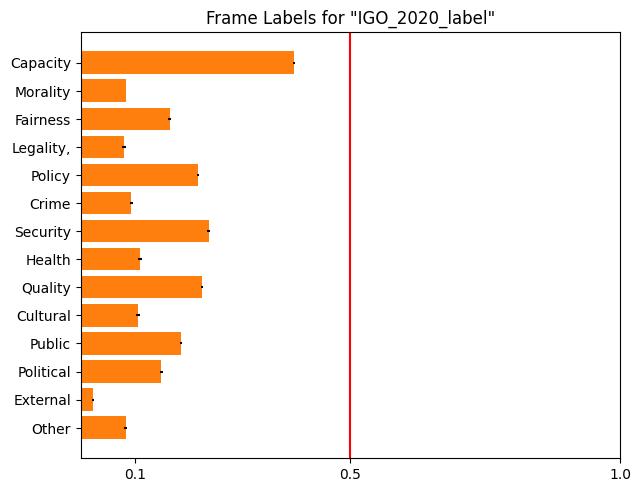 Frame Labels for "IGO_2020_label"
Capacity
Morality
Fairness
Legality,
Policy
Crime
Security
Health
Quality
Cultural
Public
Political
External
Other
0.1 0.5 1.0